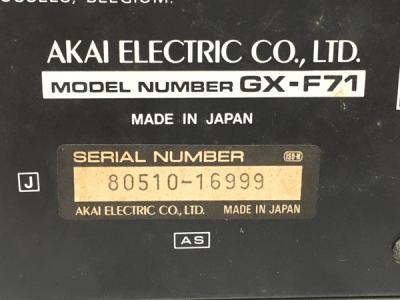 BELGIUM.
AKAI ELECTRIC CO., LTD.
MODEL NUMBER GX-F71
MADE IN JAPAN
SERIAL NUMBER
J
80510-16999
AKAI ELECTRIC CO., LTD. MADE IN JAPAN
AS